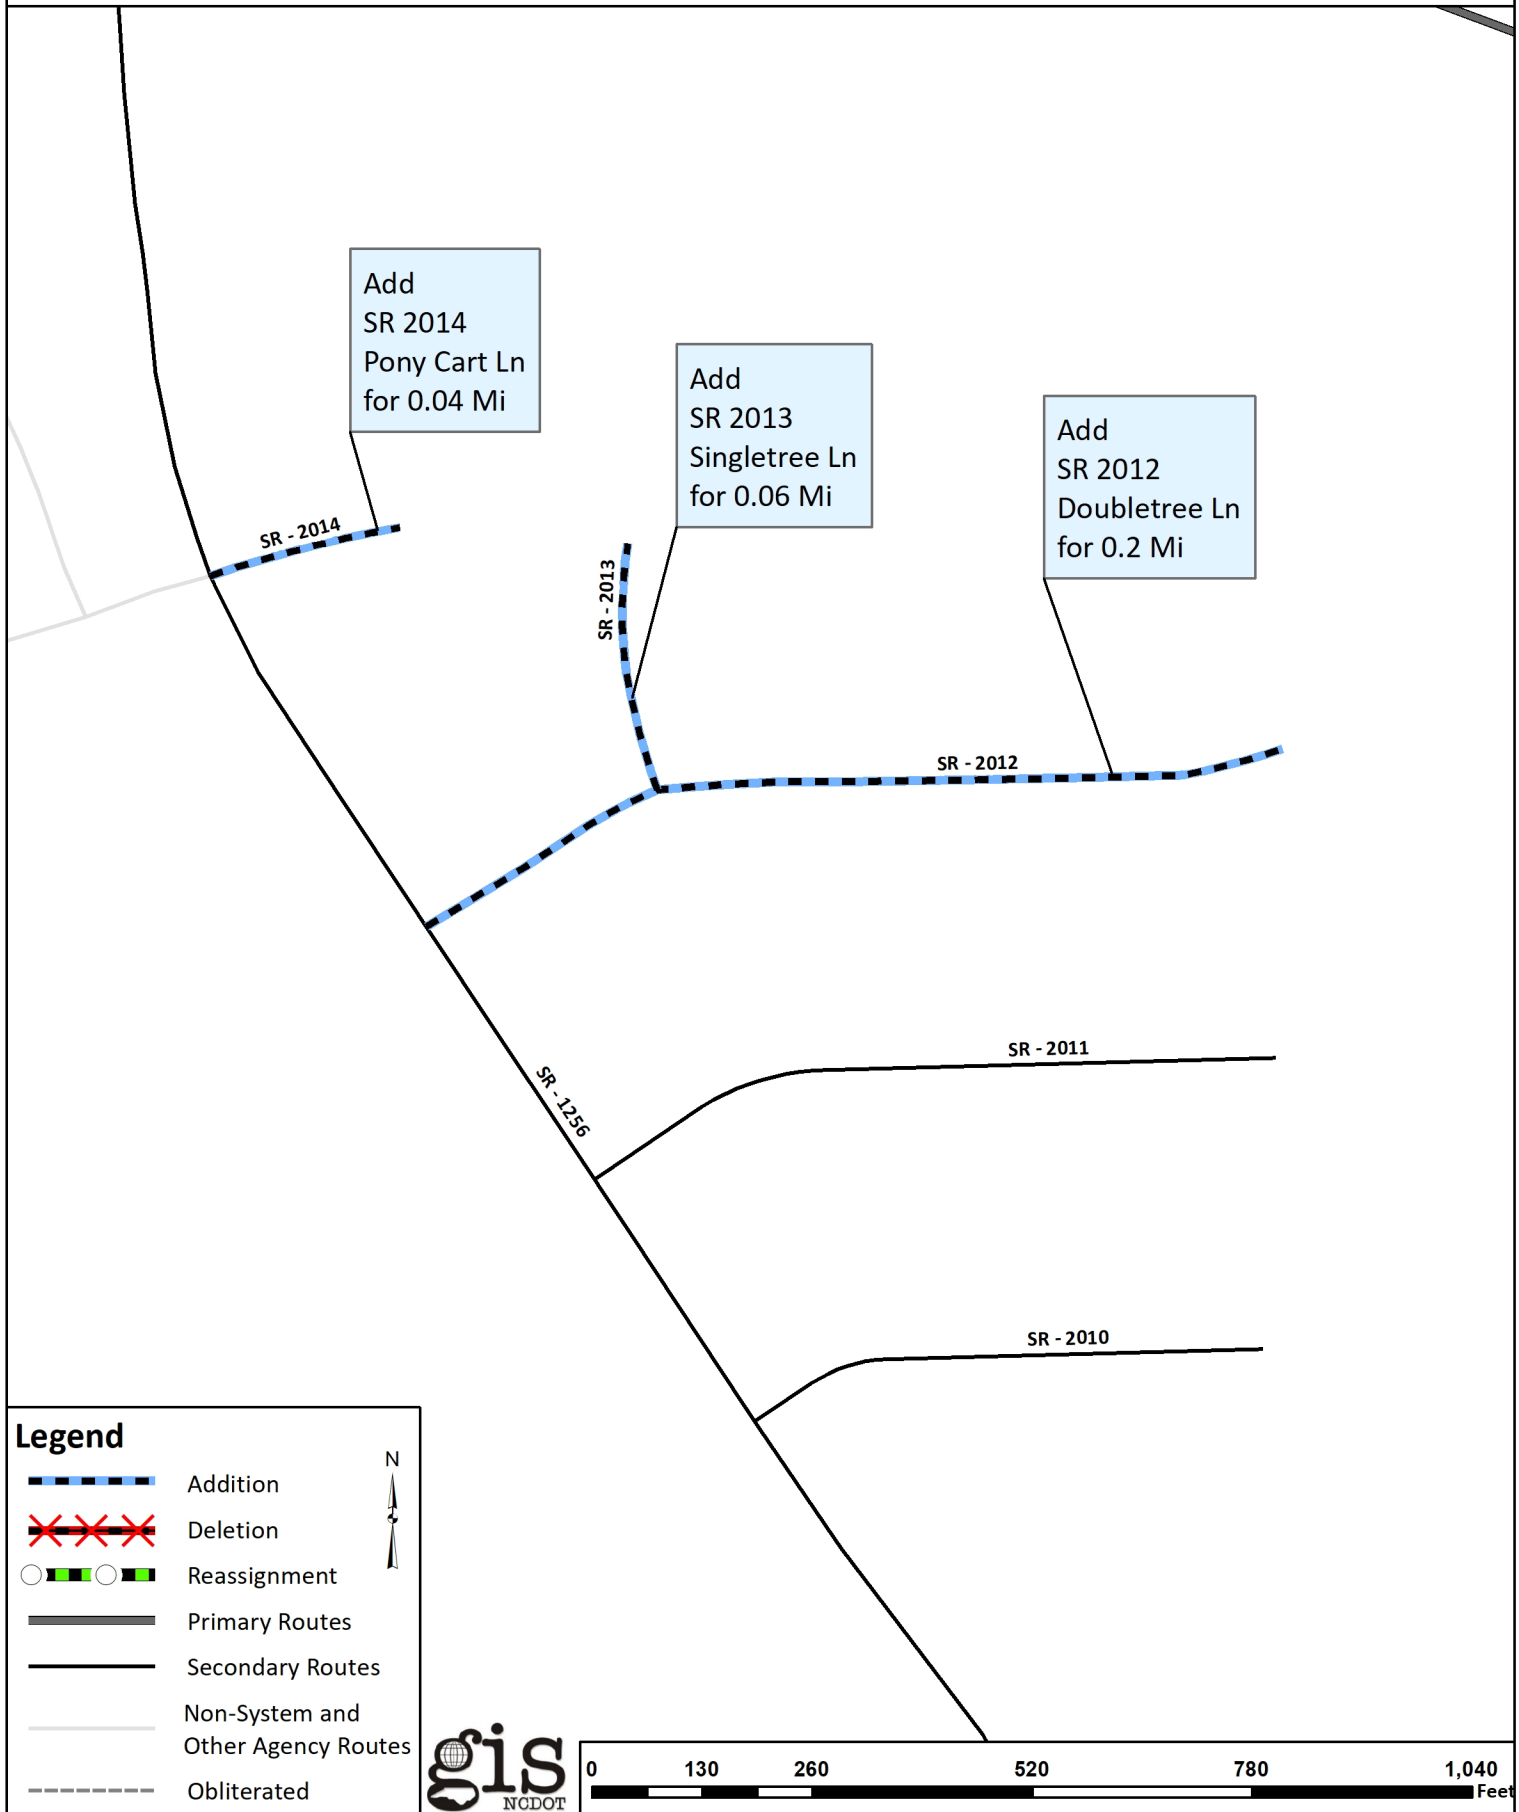 Add
SR 2014
Pony Cart Ln
for 0.04 Mi
Add
SR 2013
Singletree Ln
for 0.06 Mi
Add
SR 2012
Doubletree Ln
for 0.2 Mi
SR - 2014
SR - 2013
SR - 2012
SR - 2011
SR - 1256
SR - 2010
Legend
N
Addition
Deletion
Reassignment
Primary Routes
Secondary Routes
Non-System and
Other Agency Routes
Obliterated
gis
NCDOT
0 130 260 520 780 1,040
Feet